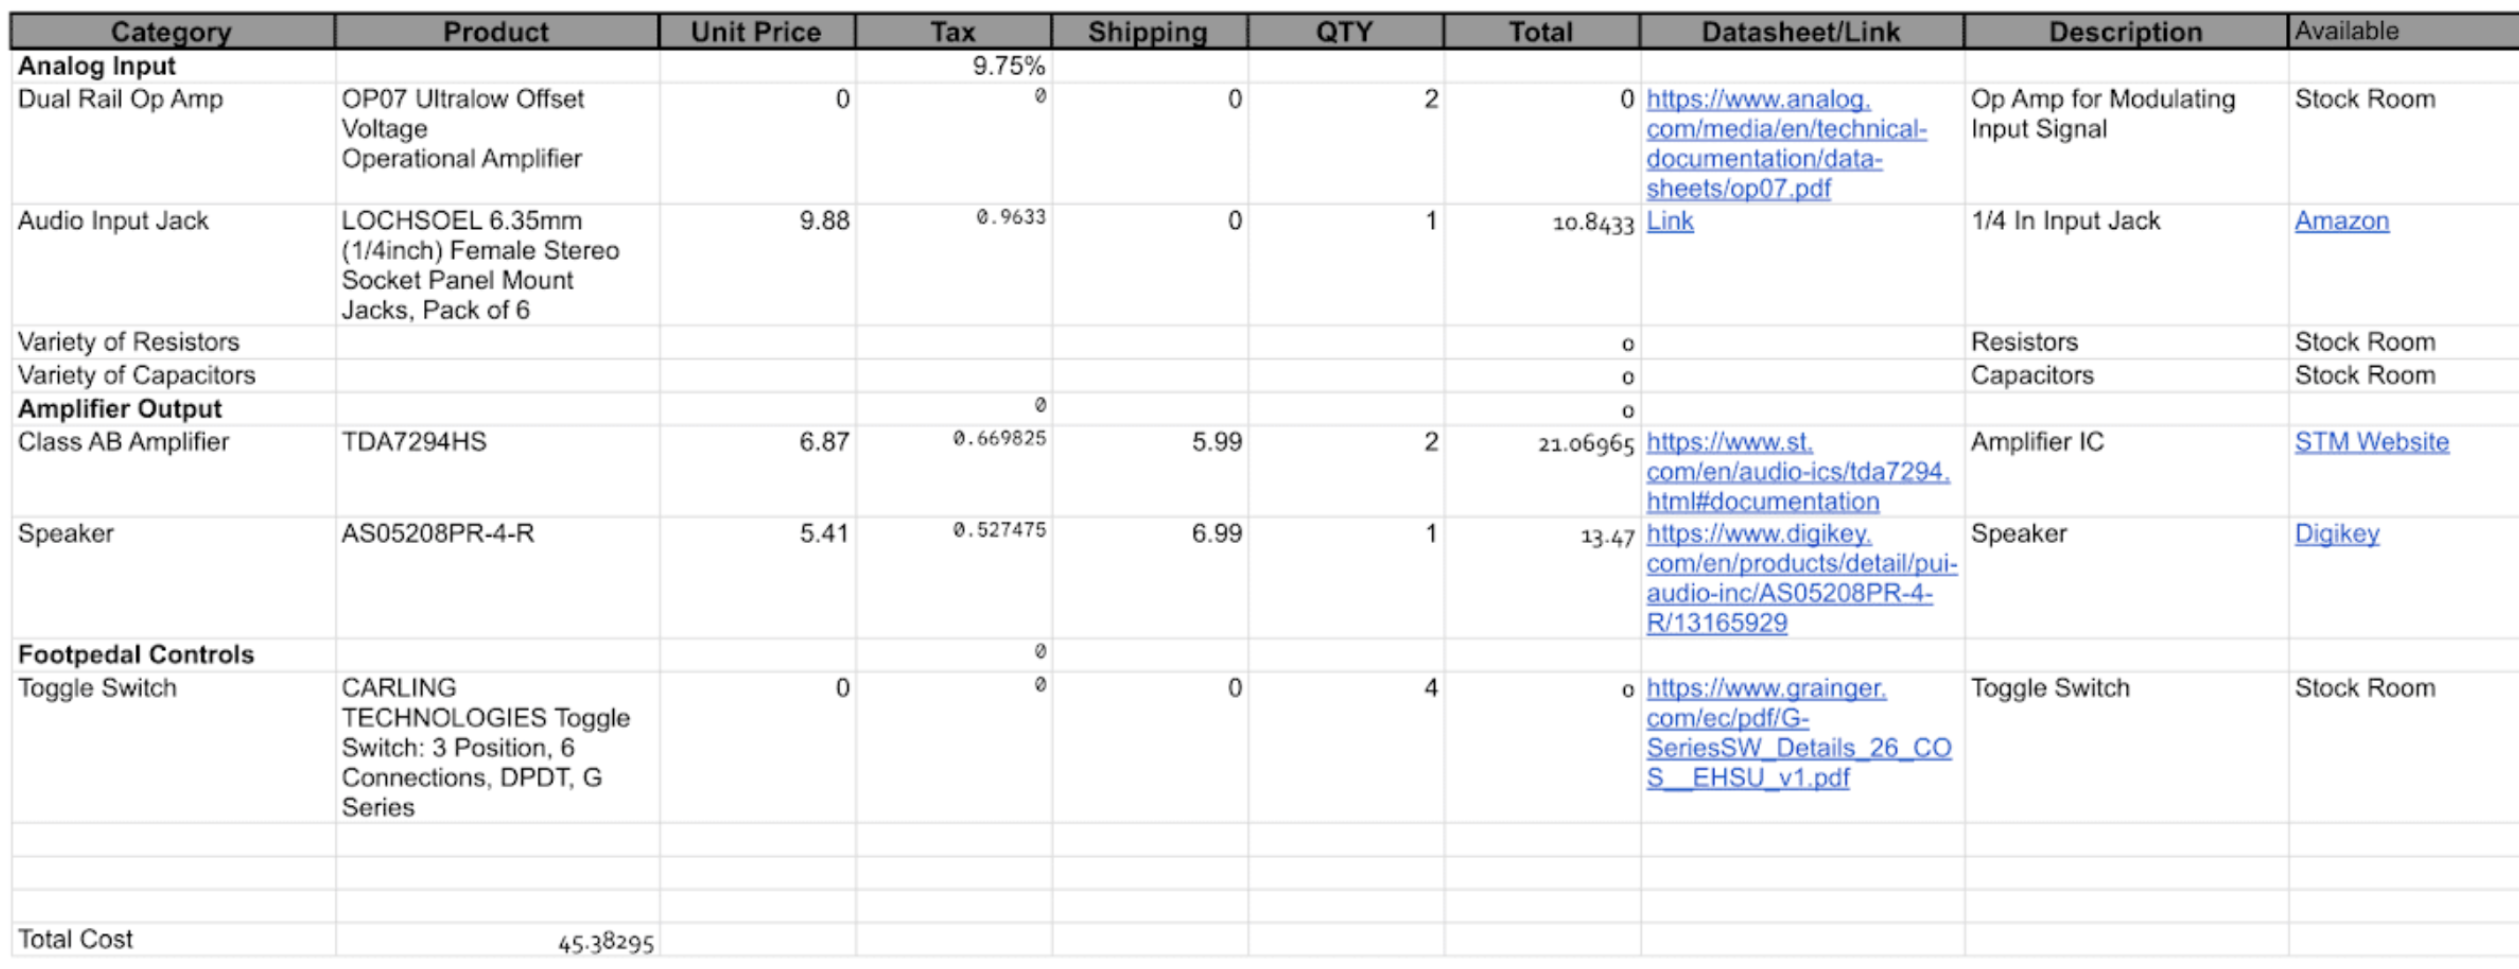 Category Product Unit Price Tax Shipping QTY Total Datasheet/Link Description Available
Analog Input 9.75%
Dual Rail Op Amp OP07 Ultralow Offset 0 0 0 2 0 https://www.analog. Op Amp for Modulating Stock Room
Voltage com/media/en/technical- Input Signal
Operational Amplifier documentation/data-
sheets/op07.pdf
Audio Input Jack LOCHSOEL 6.35mm 9.88 0.9633 0 1 10.8433 Link 1/4 In Input Jack Amazon
(1/4inch) Female Stereo
Socket Panel Mount
Jacks, Pack of 6
Variety of Resistors 0 Resistors Stock Room
Variety of Capacitors 0 Capacitors Stock Room
Amplifier Output 0 0
Class AB Amplifier TDA7294HS 6.87 0.669825 5.99 2 21.06965 https://www.st. Amplifier IC STM Website
com/en/audio-ics/tda7294.
html#documentation
Speaker AS05208PR-4-R 5.41 0.527475 6.99 1 13.47 https://www.digikey. Speaker Digikey
com/en/products/detail/pui-
audio-inc/AS05208PR-4-
R/13165929
Footpedal Controls 0
Toggle Switch CARLING 0 0 0 4 0 https://www.grainger. Toggle Switch Stock Room
TECHNOLOGIES Toggle com/ec/pdf/G-
Switch: 3 Position, 6 SeriesSW_Details_26_CO
Connections, DPDT, G S__EHSU_v1.pdf
Series
Total Cost 45.38295